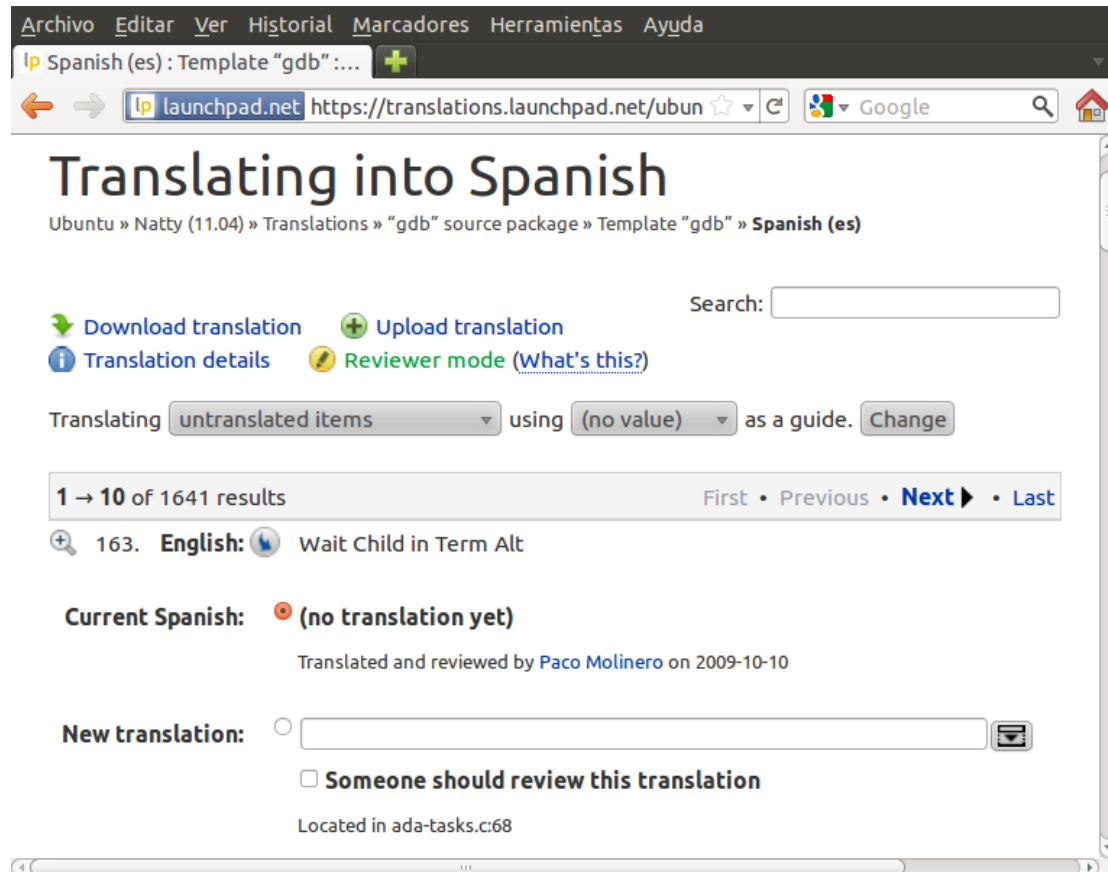 Archivo Editar Ver Historial Marcadores Herramientas Ayuda
lp Spanish (es) : Template “gdb” :...
lp launchpad.net https://translations.launchpad.net/ubun Google
Translating into Spanish
Ubuntu » Natty (11.04) » Translations » “gdb” source package » Template “gdb” » Spanish (es)
Search:
Download translation Upload translation
Translation details Reviewer mode (What's this?)
Translating untranslated items using (no value) as a guide. Change
1 → 10 of 1641 results First • Previous • Next • Last
163. English: Wait Child in Term Alt
Current Spanish: (no translation yet)
Translated and reviewed by Paco Molinero on 2009-10-10
New translation:
Someone should review this translation
Located in ada-tasks.c:68